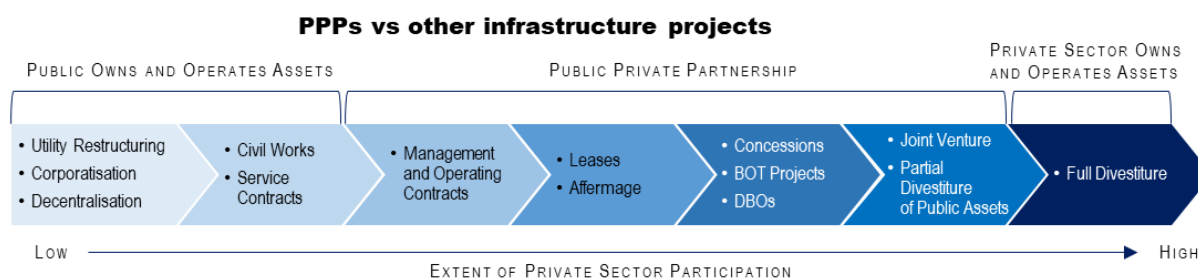 PPPs vs other infrastructure projects
PUBLIC OWNS AND OPERATES ASSETS
PUBLIC PRIVATE PARTNERSHIP
PRIVATE SECTOR OWNS
AND OPERATES ASSETS
• Utility Restructuring
• Corporatisation
• Decentralisation
• Civil Works
• Service
Contracts
• Management
and Operating
Contracts
• Leases
• Affermage
• Concessions
• BOT Projects
• DBOs
• Joint Venture
• Partial
Divestiture
of Public Assets
• Full Divestiture
LOW
HIGH
EXTENT OF PRIVATE SECTOR PARTICIPATION